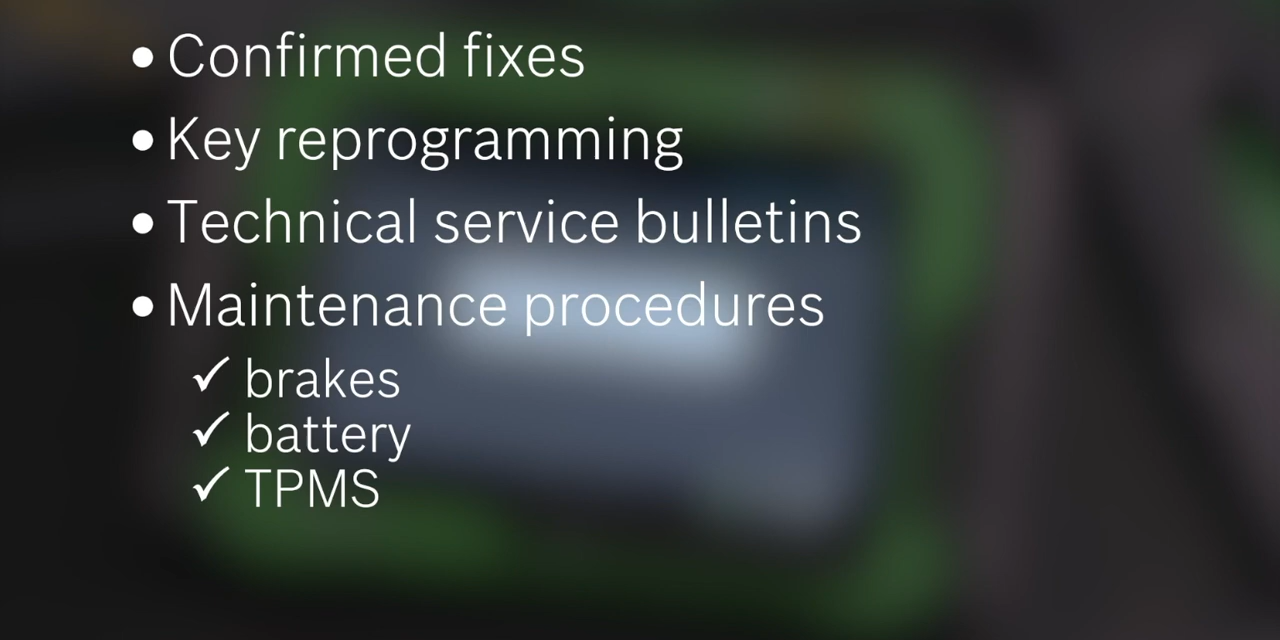 • Confirmed fixes
• Key reprogramming
• Technical service bulletins
• Maintenance procedures
✓ brakes
✓ battery
✓ TPMS